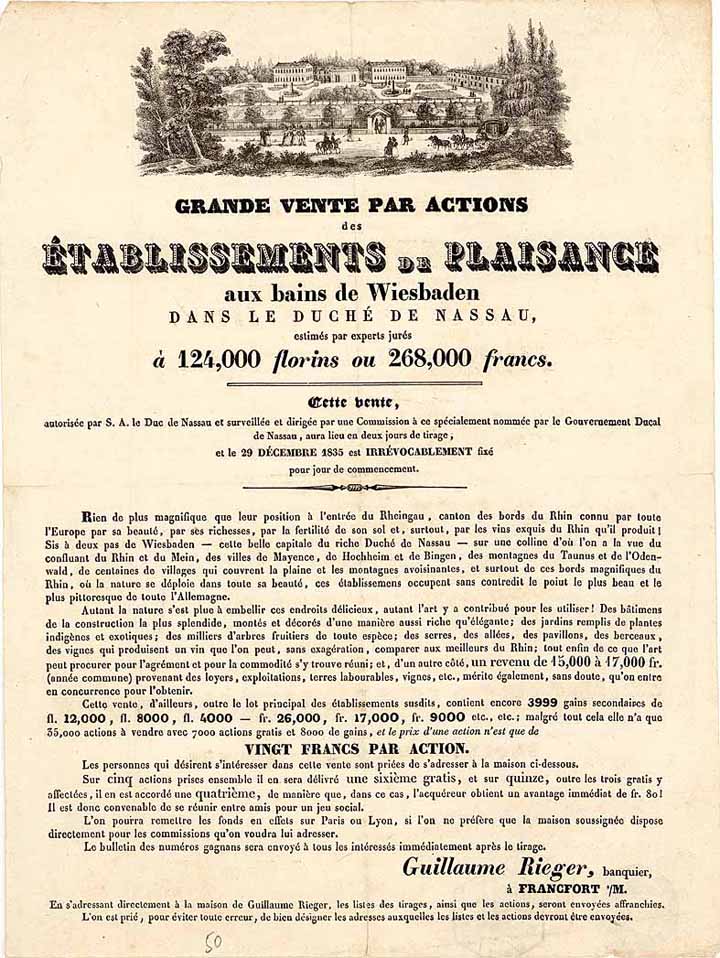 GRANDE VENTE PAR ACTIONS
des
ÉTABLISSEMENTS DE PLAISANCE
aux bains de Wiesbaden
DANS LE DUCHÉ DE NASSAU,
estimés par experts jurés
à 124,000 florins ou 268,000 francs.
Cette vente,
autorisée par S. A. le Duc de Nassau et surveillée et dirigée par une Commission à ce spécialement nommée par le Gouvernement Ducal
de Nassau, aura lieu en deux jours de tirage,
et le 29 DÉCEMBRE 1835 est IRRÉVOCABLEMENT fixé
pour jour de commencement.
Rien de plus magnifique que leur position à l'entrée du Rheingau, canton des bords du Rhin connu par toute
l'Europe par sa beauté, par ses richesses, par la fertilité de son sol et, surtout, par les vins exquis du Rhin qu'il produit!
Sis à deux pas de Wiesbaden — cette belle capitale du riche Duché de Nassau — sur une colline d'où l'on a la vue du
confluant du Rhin et du Mein, des villes de Mayence, de Hochheim et de Bingen, des montagnes du Taunus et de l'Oden-
wald, de centaines de villages qui couvrent la plaine et les montagnes avoisinantes, et surtout de ces bords magnifiques du
Rhin, où la nature se déploie dans toute sa beauté, ces établissemens occupent sans contredit le point le plus beau et le
plus pittoresque de toute l'Allemagne.
Autant la nature s'est plue à embellir ces endroits délicieux, autant l'art y a contribué pour les utiliser! Des bâtimens
de la construction la plus splendide, montés et décorés d'une manière aussi riche qu'élégante; des jardins remplis de plantes
indigènes et exotiques; des milliers d'arbres fruitiers de toute espèce; des serres, des allées, des pavillons, des berceaux,
des vignes qui produisent un vin que l'on peut, sans exagération, comparer aux meilleurs du Rhin; tout enfin de ce que l'art
peut procurer pour l'agrément et pour la commodité s'y trouve réuni; et, d'un autre côté, un revenu de 15,000 à 17,000 fr.
(année commune) provenant des loyers, exploitations, terres labourables, vignes, etc., mérite également, sans doute, qu'on entre
en concurrence pour l'obtenir.
Cette vente, d'ailleurs, outre le lot principal des établissements susdits, contient encore 3999 gains secondaires de
fl. 12,000, fl. 8000, fl. 4000 — fr. 26,000, fr. 17,000, fr. 9000 etc., etc.; malgré tout cela elle n'a que
35,000 actions à vendre avec 7000 actions gratis et 8000 de gains, et le prix d'une action n'est que de
VINGT FRANCS PAR ACTION.
Les personnes qui désirent s'intéresser dans cette vente sont priées de s'adresser à la maison ci-dessous.
Sur cinq actions prises ensemble il en sera délivré une sixième gratis, et sur quinze, outre les trois gratis y
affectées, il en est accordé une quatrième, de manière que, dans ce cas, l'acquéreur obtient un avantage immédiat de fr. 80!
Il est donc convenable de se réunir entre amis pour un jeu social.
L'on pourra remettre les fonds en effets sur Paris ou Lyon, si l'on ne préfère que la maison soussignée dispose
directement pour les commissions qu'on voudra lui adresser.
Le bulletin des numéros gagnans sera envoyé à tous les intéressés immédiatement après le tirage.
Guillaume Rieger, banquier,
à FRANCFORT s/M.
En s'adressant directement à la maison de Guillaume Rieger, les listes des tirages, ainsi que les actions, seront envoyées affranchies.
L'on est prié, pour éviter toute erreur, de bien désigner les adresses auxquelles les listes et les actions devront être envoyées.
50